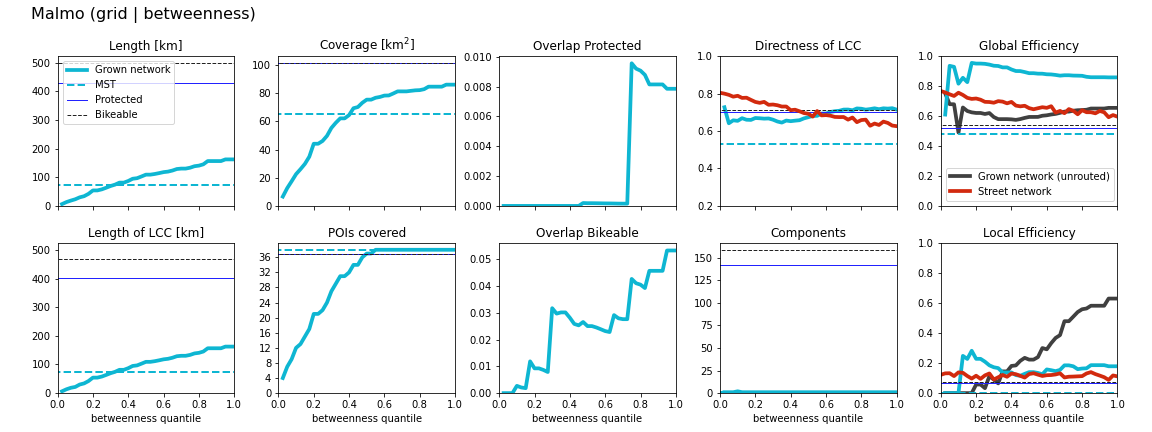 Malmo (grid | betweenness)
Length [km]
Coverage [km²]
Overlap Protected
Directness of LCC
Global Efficiency
500
400
300
200
100
0
Grown network
MST
Protected
Bikeable
100
80
60
40
20
0
0.010
0.008
0.006
0.004
0.002
0.000
1.0
0.8
0.6
0.4
0.2
1.0
0.8
0.6
0.4
0.2
0.0
Grown network (unrouted)
Street network
Length of LCC [km]
POIs covered
Overlap Bikeable
Components
Local Efficiency
500
400
300
200
100
0
36
32
28
24
20
16
12
8
4
0
0.05
0.04
0.03
0.02
0.01
0.00
150
125
100
75
50
25
0
1.0
0.8
0.6
0.4
0.2
0.0
0.0 0.2 0.4 0.6 0.8 1.0
0.0 0.2 0.4 0.6 0.8 1.0
0.0 0.2 0.4 0.6 0.8 1.0
0.0 0.2 0.4 0.6 0.8 1.0
0.0 0.2 0.4 0.6 0.8 1.0
betweenness quantile
betweenness quantile
betweenness quantile
betweenness quantile
betweenness quantile